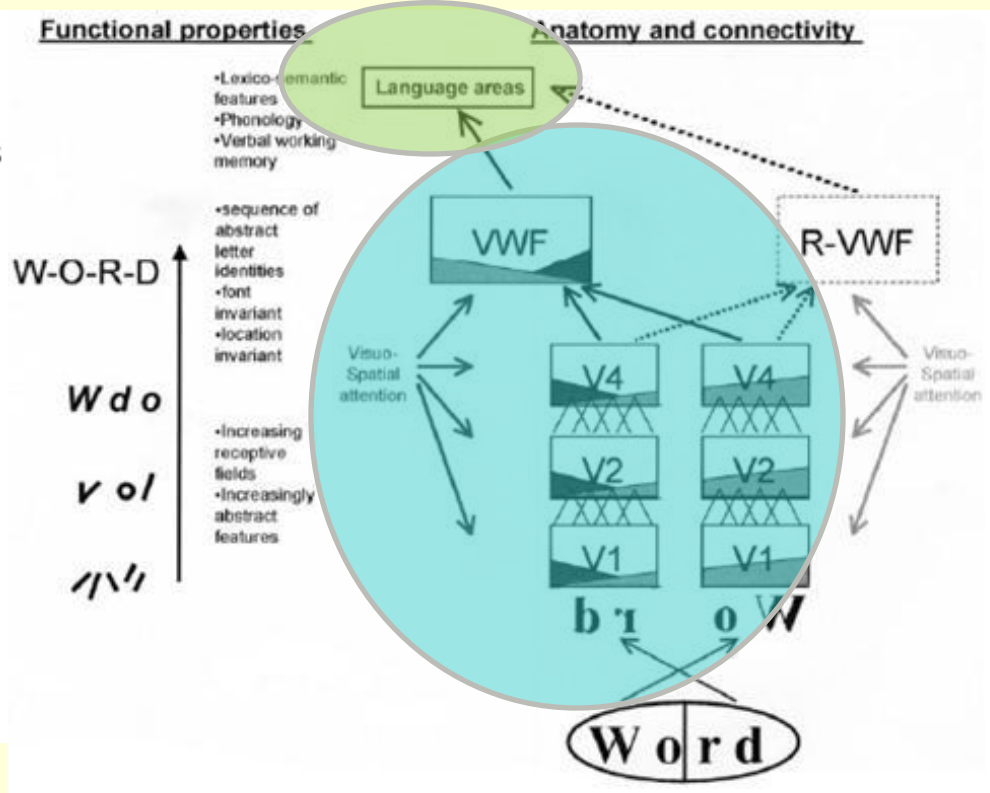 Functional properties
Anatomy and connectivity
•Lexico-semantic
features
•Phonology
•Verbal working
memory
Language areas
•sequence of
abstract
letter
identities
•font
invariant
•location
invariant
VWF
R-VWF
W-O-R-D
Visuo-
Spatial
attention
V4
V4
Visuo-
Spatial
attention
W d o
•Increasing
receptive
fields
•Increasingly
abstract
features
V2
V2
v o l
V1
V1
o W
W o r d